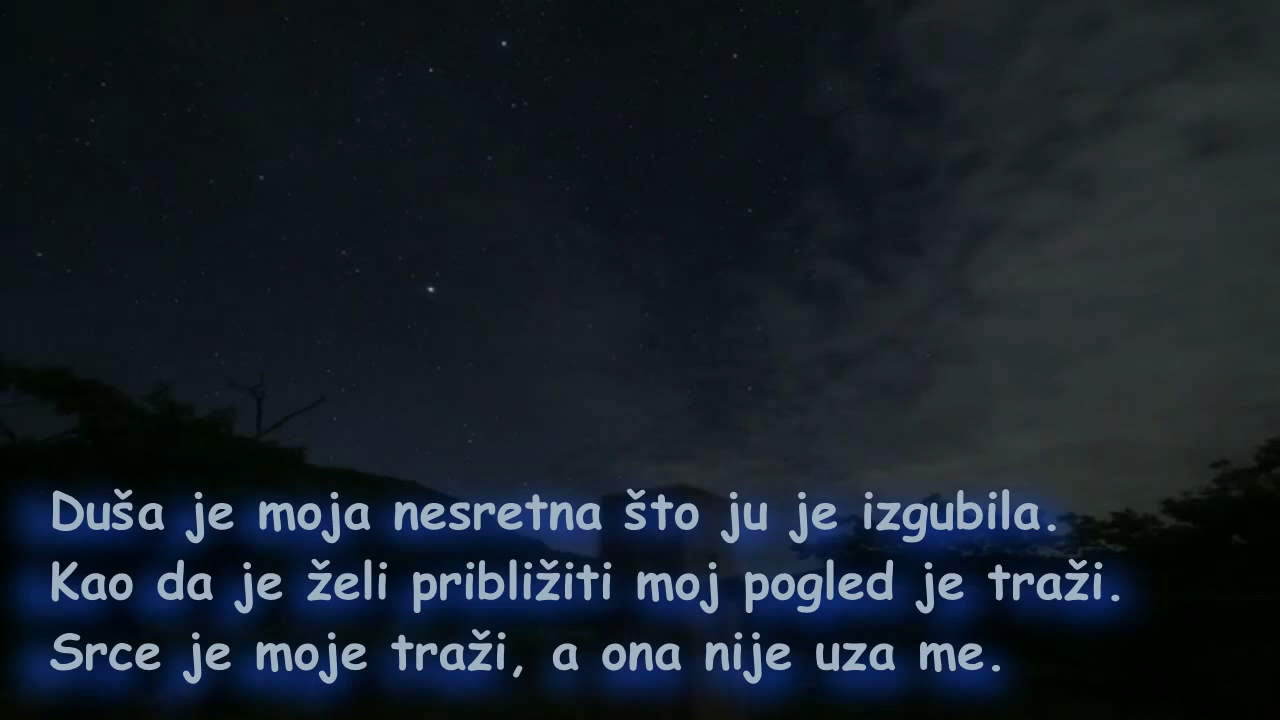 Duša je moja nesretna što ju je izgubila.
Kao da je želi približiti moj pogled je traži.
Srce je moje traži, a ona nije uza me.